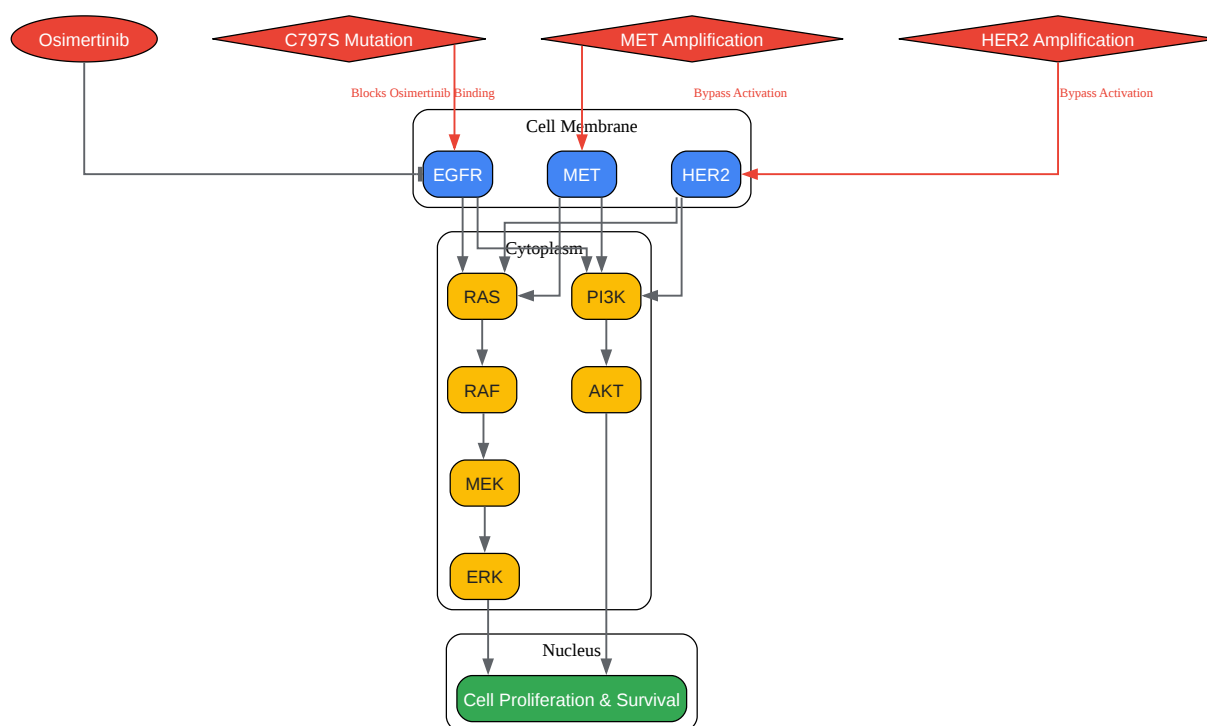 Osimertinib
C797S Mutation
MET Amplification
HER2 Amplification
Blocks Osimertinib Binding
Bypass Activation
Bypass Activation
Cell Membrane
EGFR
MET
HER2
Cytoplasm
RAS
PI3K
RAF
AKT
MEK
ERK
Nucleus
Cell Proliferation & Survival